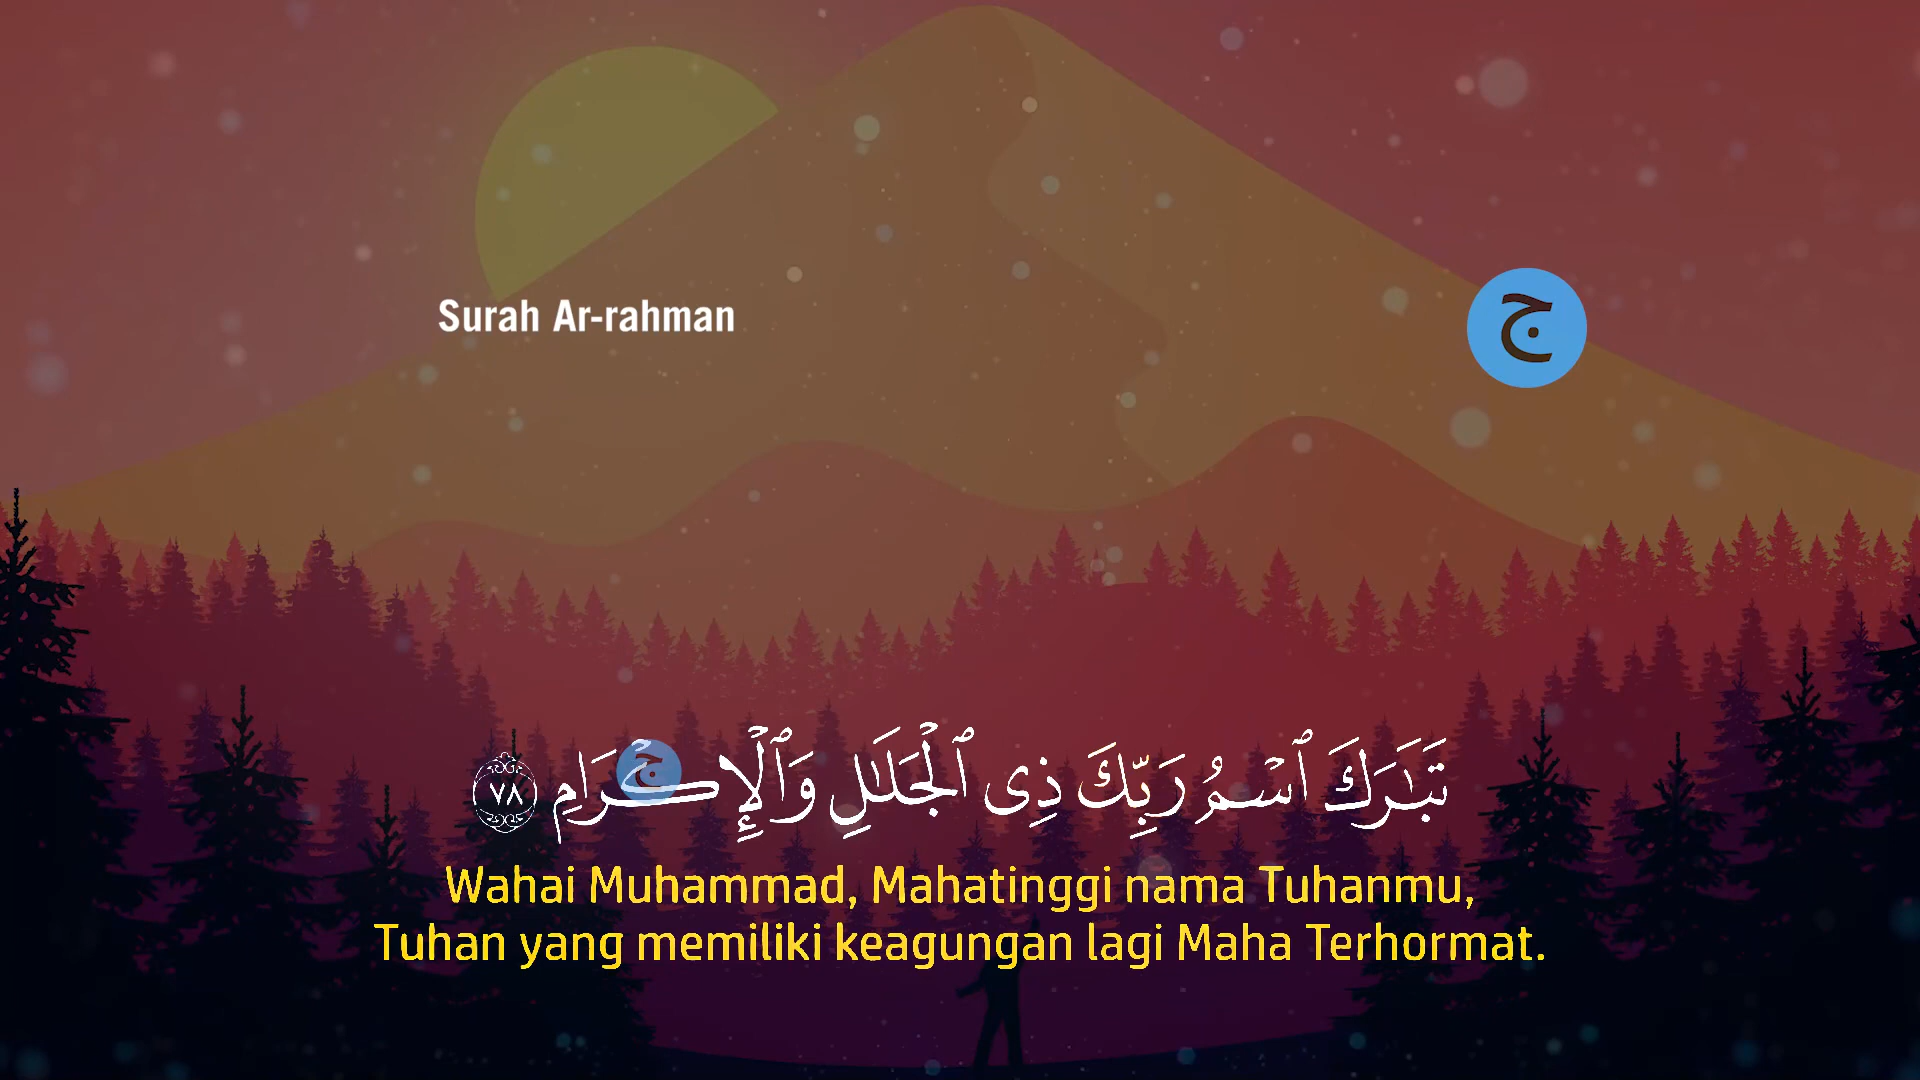 Surah Ar-rahman
ج
تَبَٰرَكَ ٱسْمُ رَبِّكَ ذِى ٱلْجَلَٰلِ وَٱلْإِكْرَامِ ٧٨
ج
Wahai Muhammad, Mahatinggi nama Tuhanmu,
Tuhan yang memiliki keagungan lagi Maha Terhormat.